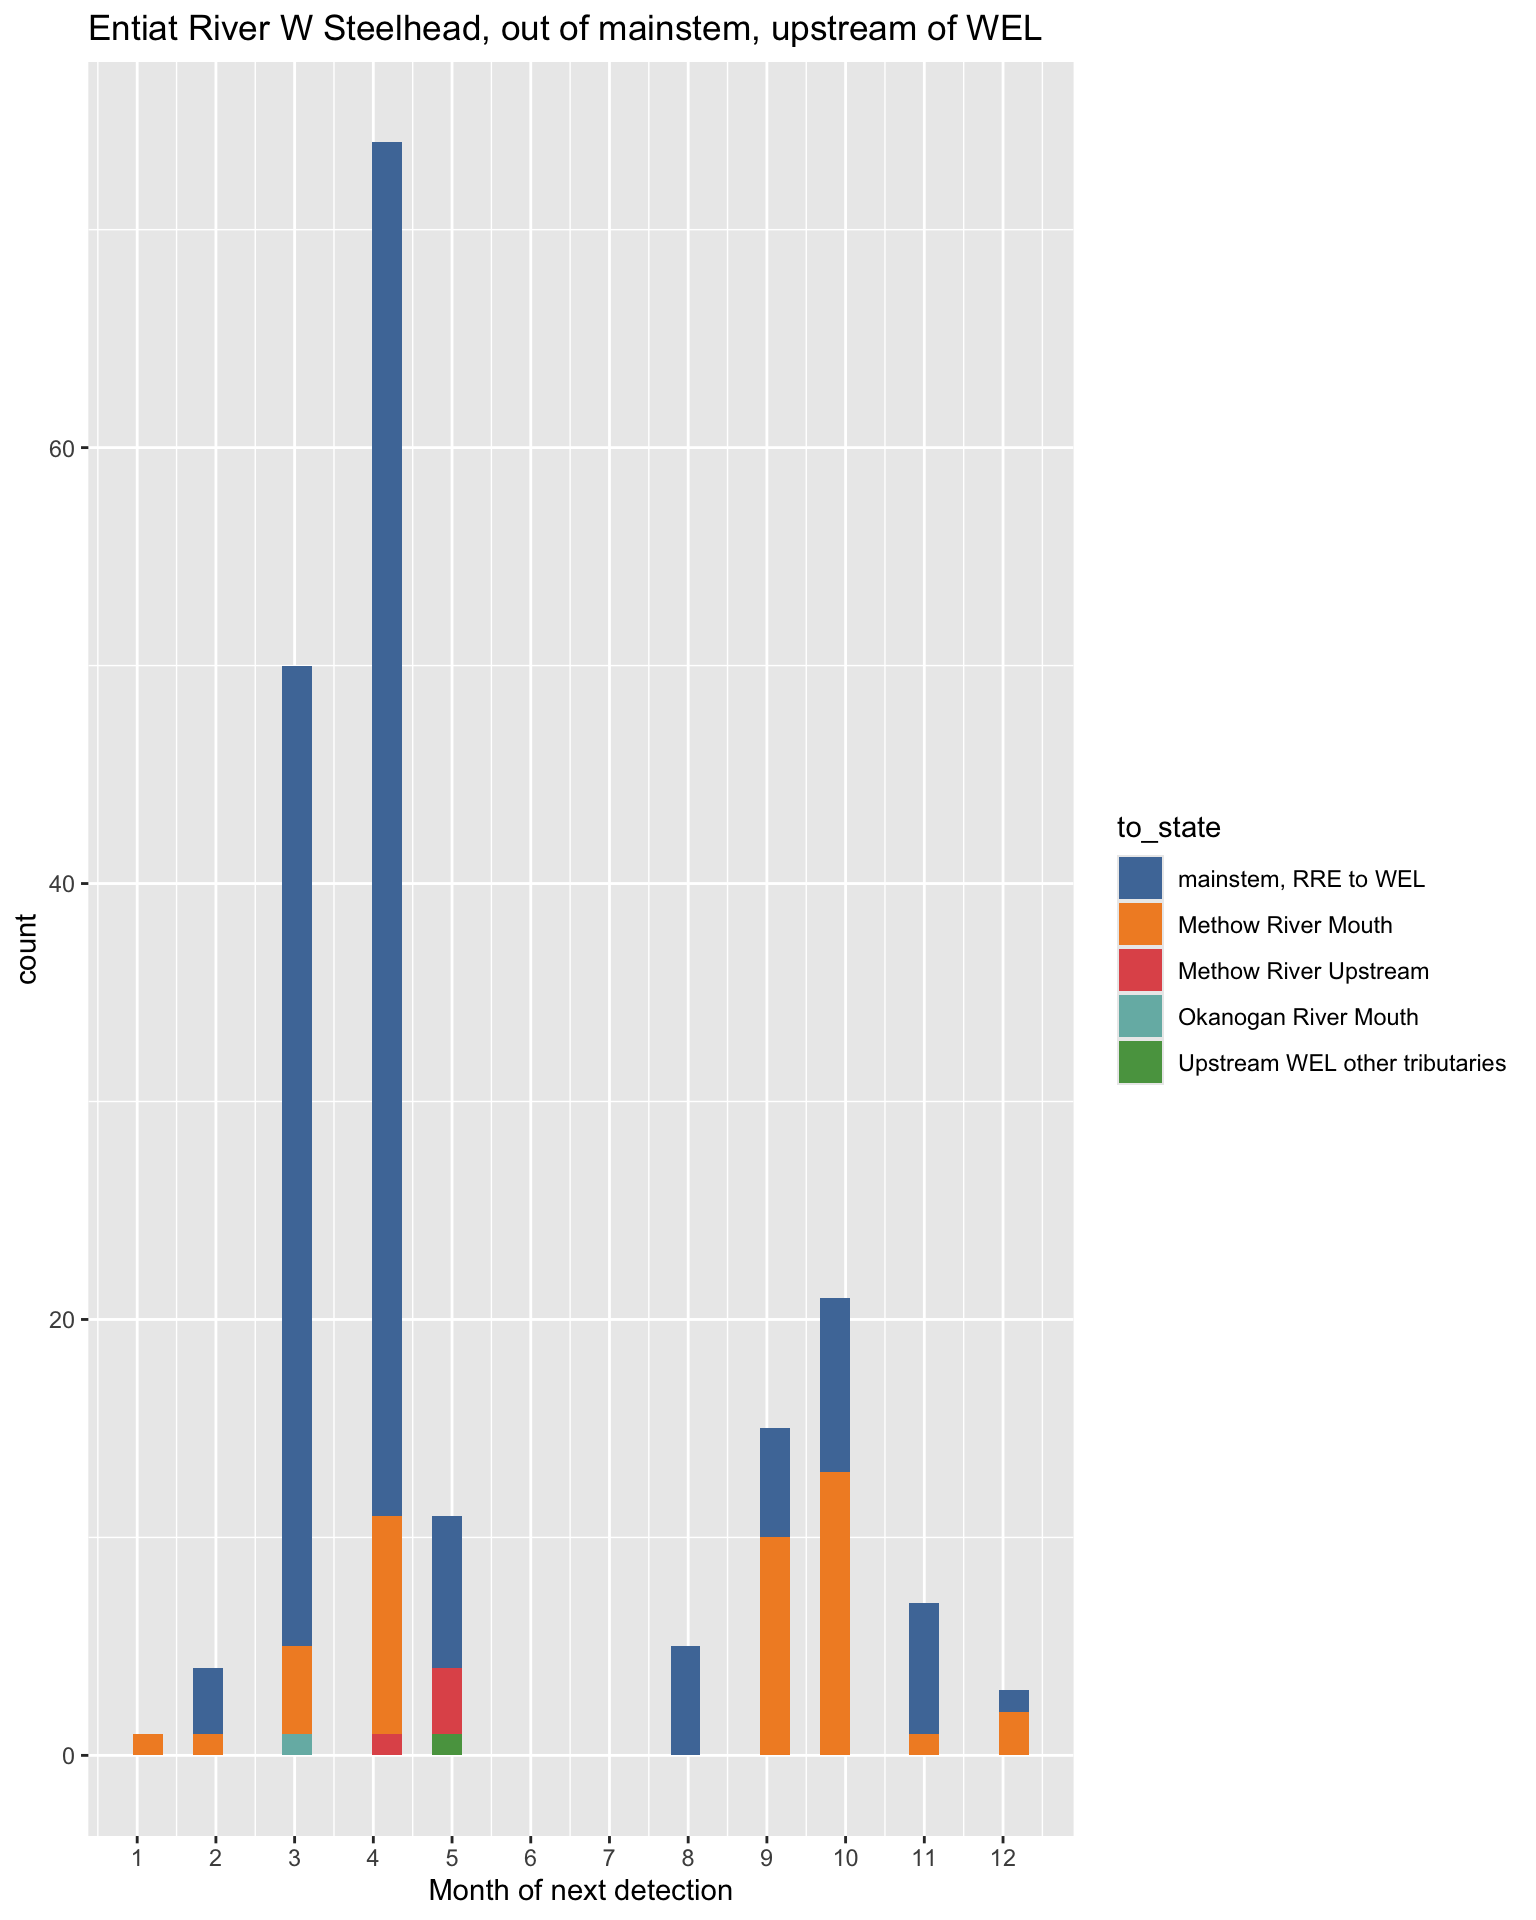 Entiat River W Steelhead, out of mainstem, upstream of WEL
60
40
20
0
count
1 2 3 4 5 6 7 8 9 10 11 12
Month of next detection
to_state
mainstem, RRE to WEL
Methow River Mouth
Methow River Upstream
Okanogan River Mouth
Upstream WEL other tributaries